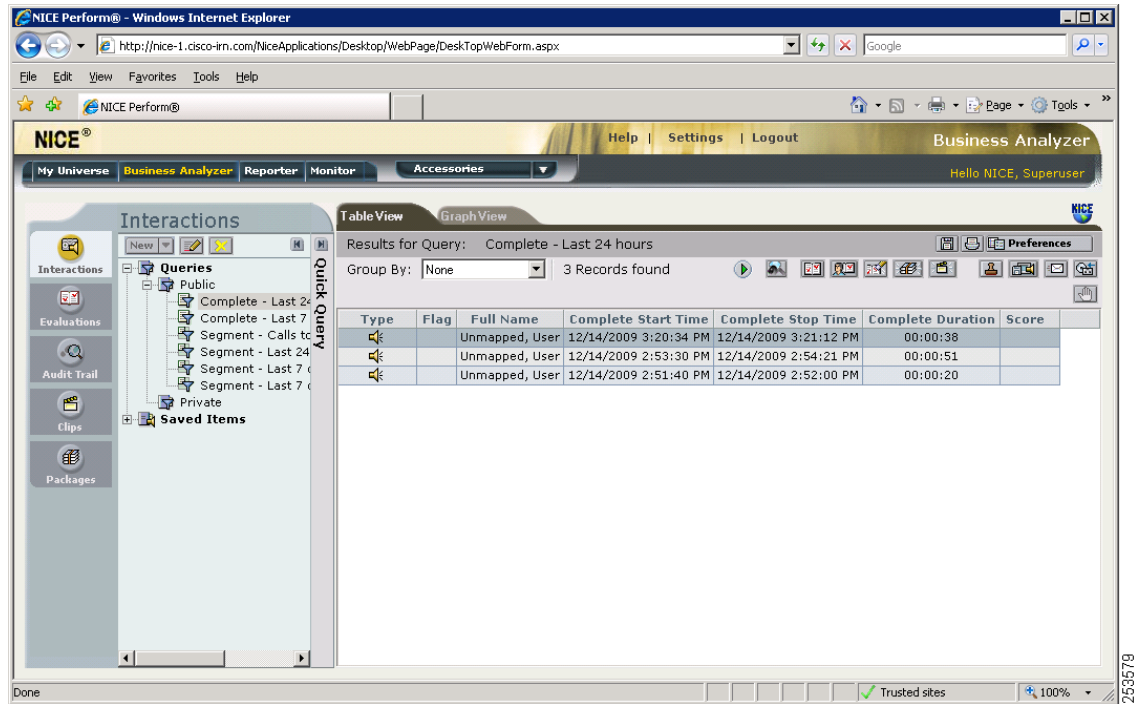 NICE Perform® - Windows Internet Explorer
http://nice-1.cisco-irn.com/NiceApplications/Desktop/WebPage/DeskTopWebForm.aspx
Google
File Edit View Favorites Tools Help
NICE Perform®
Page Tools »
NICE®
Help | Settings | Logout
Business Analyzer
My Universe Business Analyzer Reporter Monitor Accessories
Hello NICE, Superuser
Interactions
Table View Graph View
NICE
New
Results for Query: Complete - Last 24 hours
Preferences
Interactions
Evaluations
Audit Trail
Clips
Packages
Queries
Public
Complete - Last 24
Complete - Last 7
Segment - Calls to
Segment - Last 24
Segment - Last 7
Segment - Last 7
Private
Saved Items
Quick Query
Group By: None 3 Records found
Type Flag Full Name Complete Start Time Complete Stop Time Complete Duration Score
Unmapped, User 12/14/2009 3:20:34 PM 12/14/2009 3:21:12 PM 00:00:38
Unmapped, User 12/14/2009 2:53:30 PM 12/14/2009 2:54:21 PM 00:00:51
Unmapped, User 12/14/2009 2:51:40 PM 12/14/2009 2:52:00 PM 00:00:20
Done
Trusted sites
100%
253579